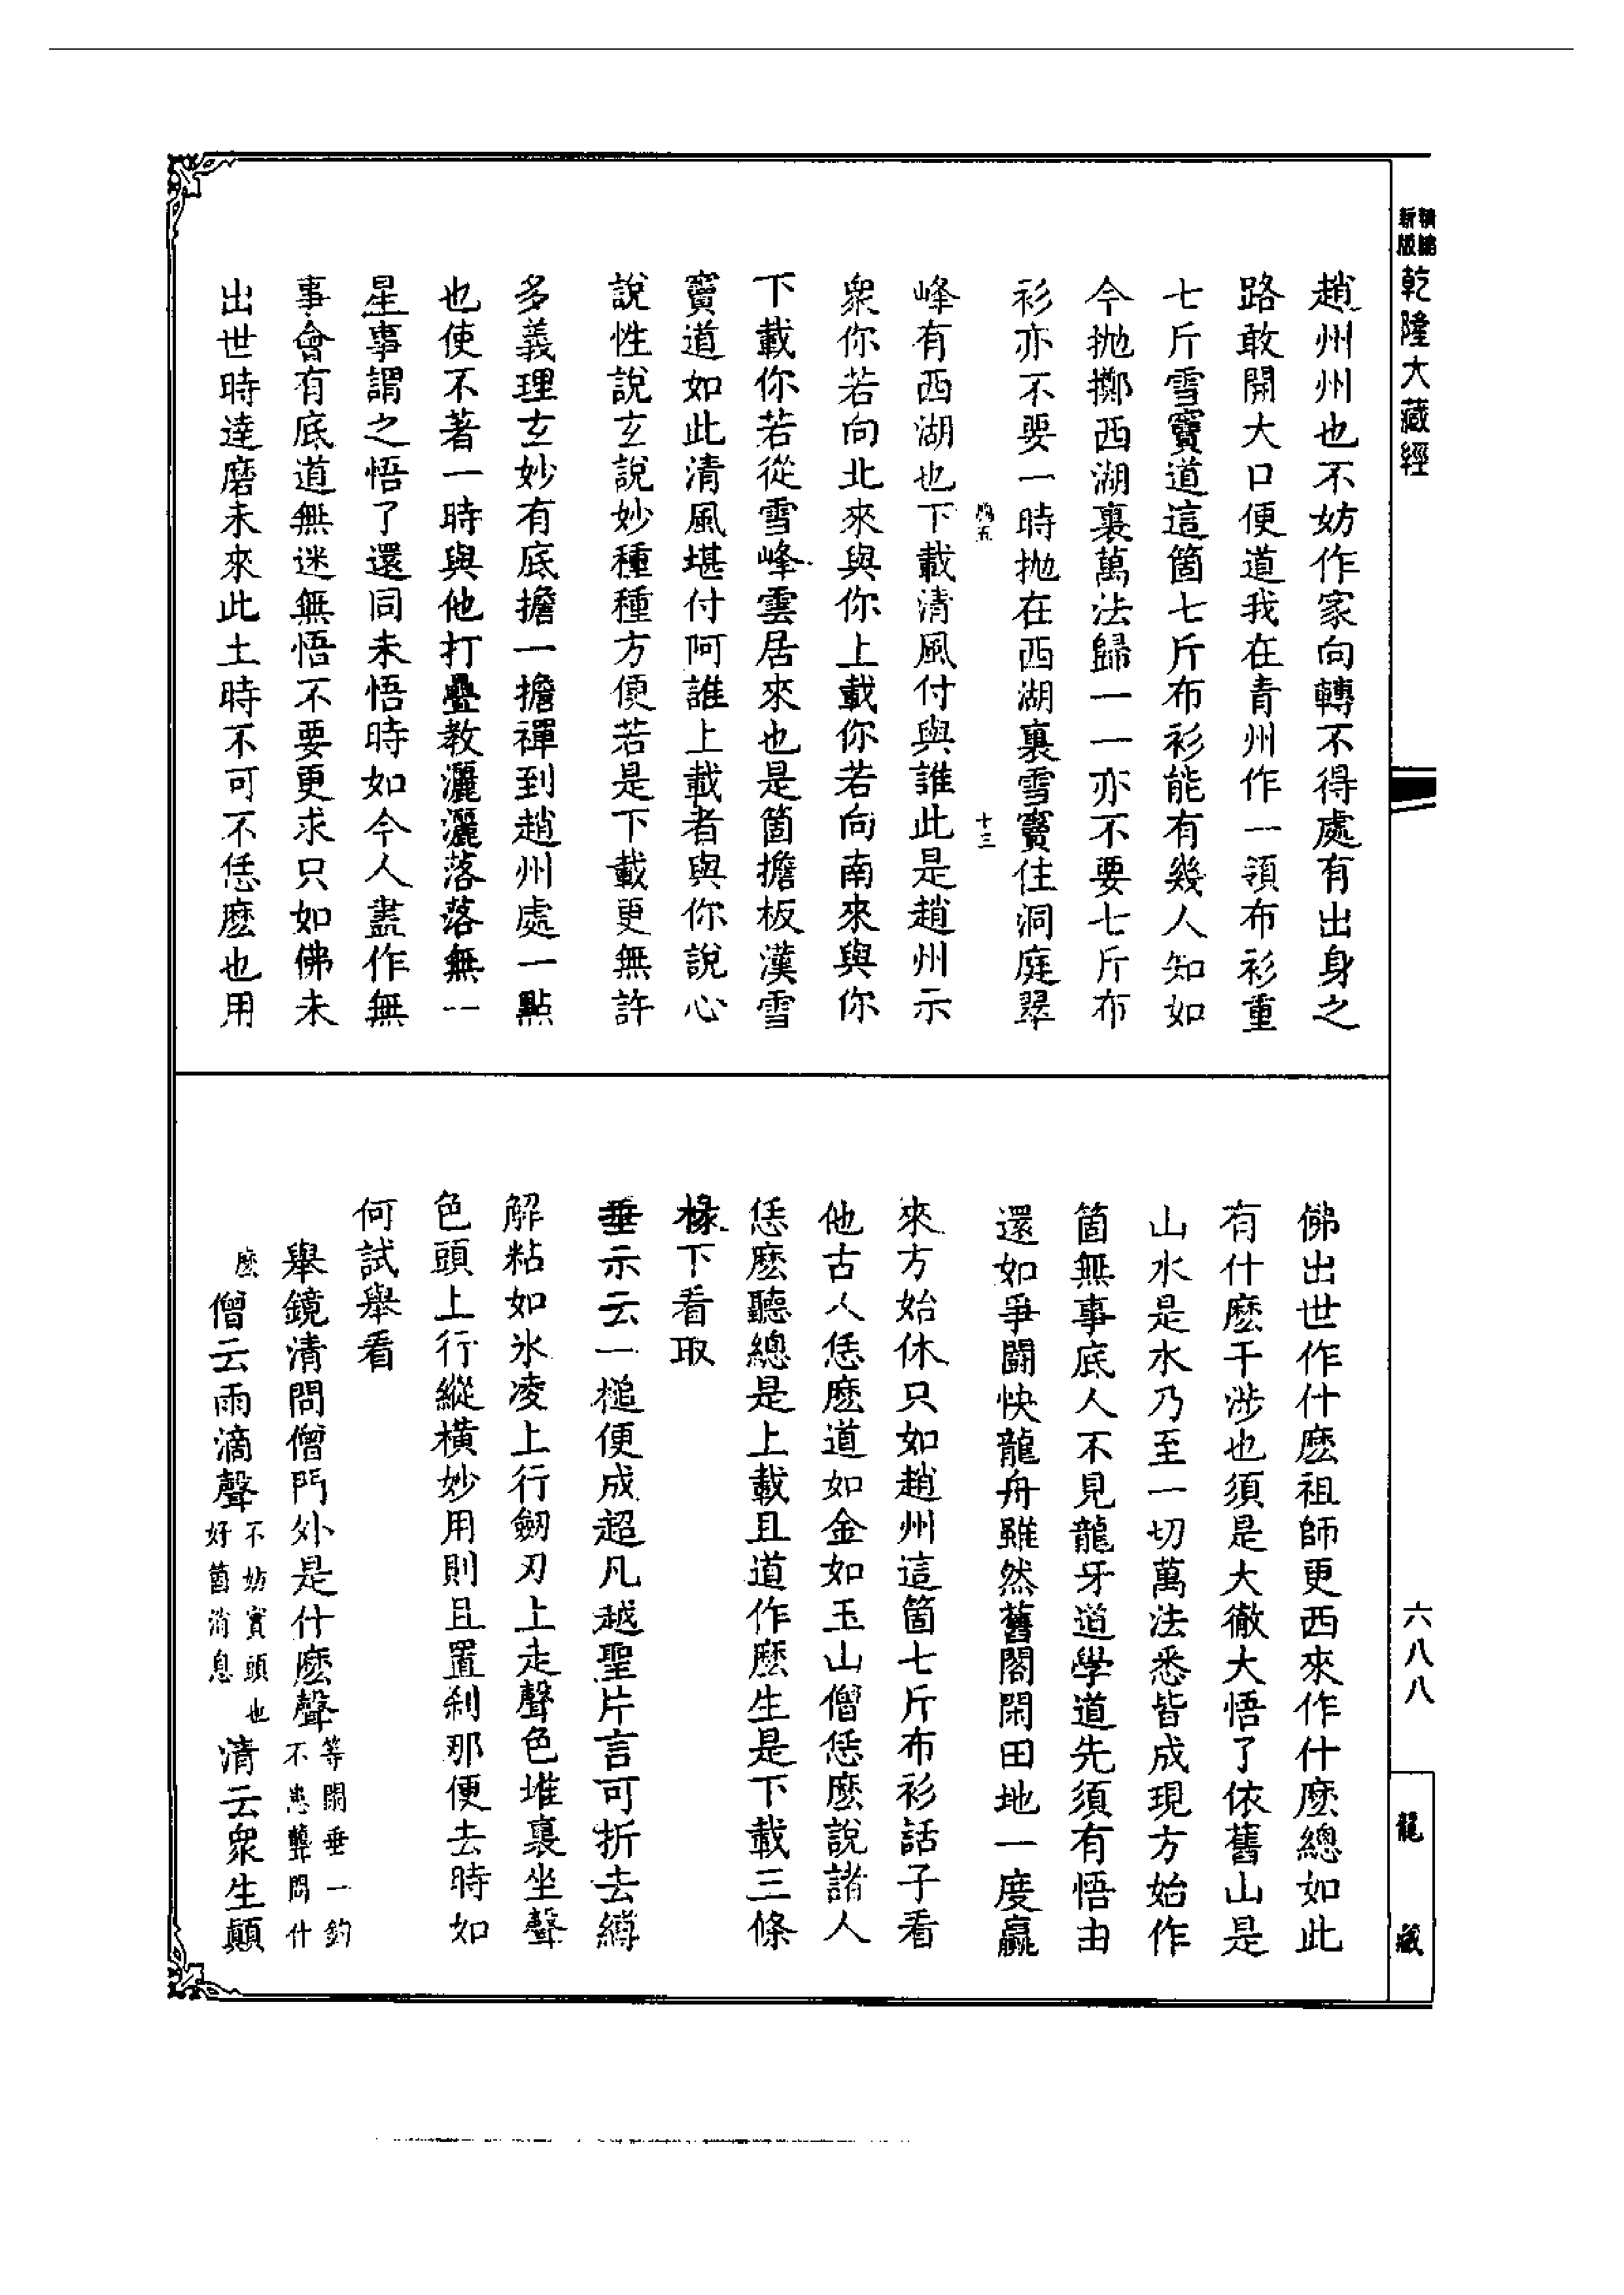 精編
新版
乾隆大藏經
趙州州也不妨作家向轉不得處有出身之
路敢開大口便道我在青州作一領布衫重
七斤雪竇道這箇七斤布衫能有幾人知如
今拋擲西湖裏萬法歸一一亦不要七斤布
衫亦不要一時拋在西湖裏雪竇住洞庭翠
五
十三
峰有西湖也下載清風付與誰此是趙州示
衆你若向北來與你上載你若向南來與你
下載你若從雪峰雲居來也是箇擔板漢雪
竇道如此清風堪付阿誰上載者與你說心
說性說玄說妙種種方便若是下載更無許
多義理玄妙有底擔一擔禪到趙州處一點
也使不著一時與他打疊教灑灑落落無一
星事謂之悟了還同未悟時如今人盡作無
事會有底道無迷無悟不要更求只如佛未
出世時達磨未來此土時不可不恁麽也用
佛出世作什麽祖師更西來作什麽總如此
有什麽干涉也須是大徹大悟了依舊山是
山水是水乃至一切萬法悉皆成現方始作
箇無事底人不見龍牙道學道先須有悟由
還如爭鬬快龍舟雖然舊閣閑田地一度贏
來方始休只如趙州這箇七斤布衫話子看
他古人恁麽道如金如玉山僧恁麽說諸人
恁麽聽總是上載且道作麽生是下載三條
椽下看取
垂示云一槌便成超凡越聖片言可折去縛
解粘如氷凌上行劒刃上走聲色堆裏坐聲
色頭上行縱橫妙用則且置剎那便去時如
何試舉看
舉鏡清問僧門外是什麽聲等閑垂一鈎不患聾問什
麽僧云雨滴聲不妨實頭也好箇消息清云衆生顛
六八八
龍藏